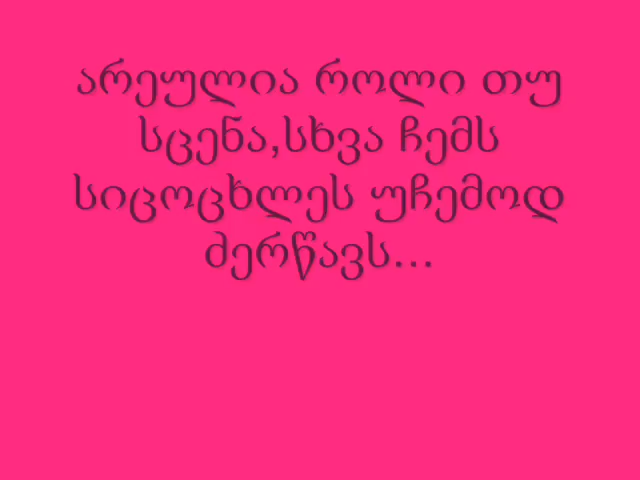 არეულია როლი თუ
სცენა,სხვა ჩემს
სიცოცხლეს უჩემოდ
ძერწავს...